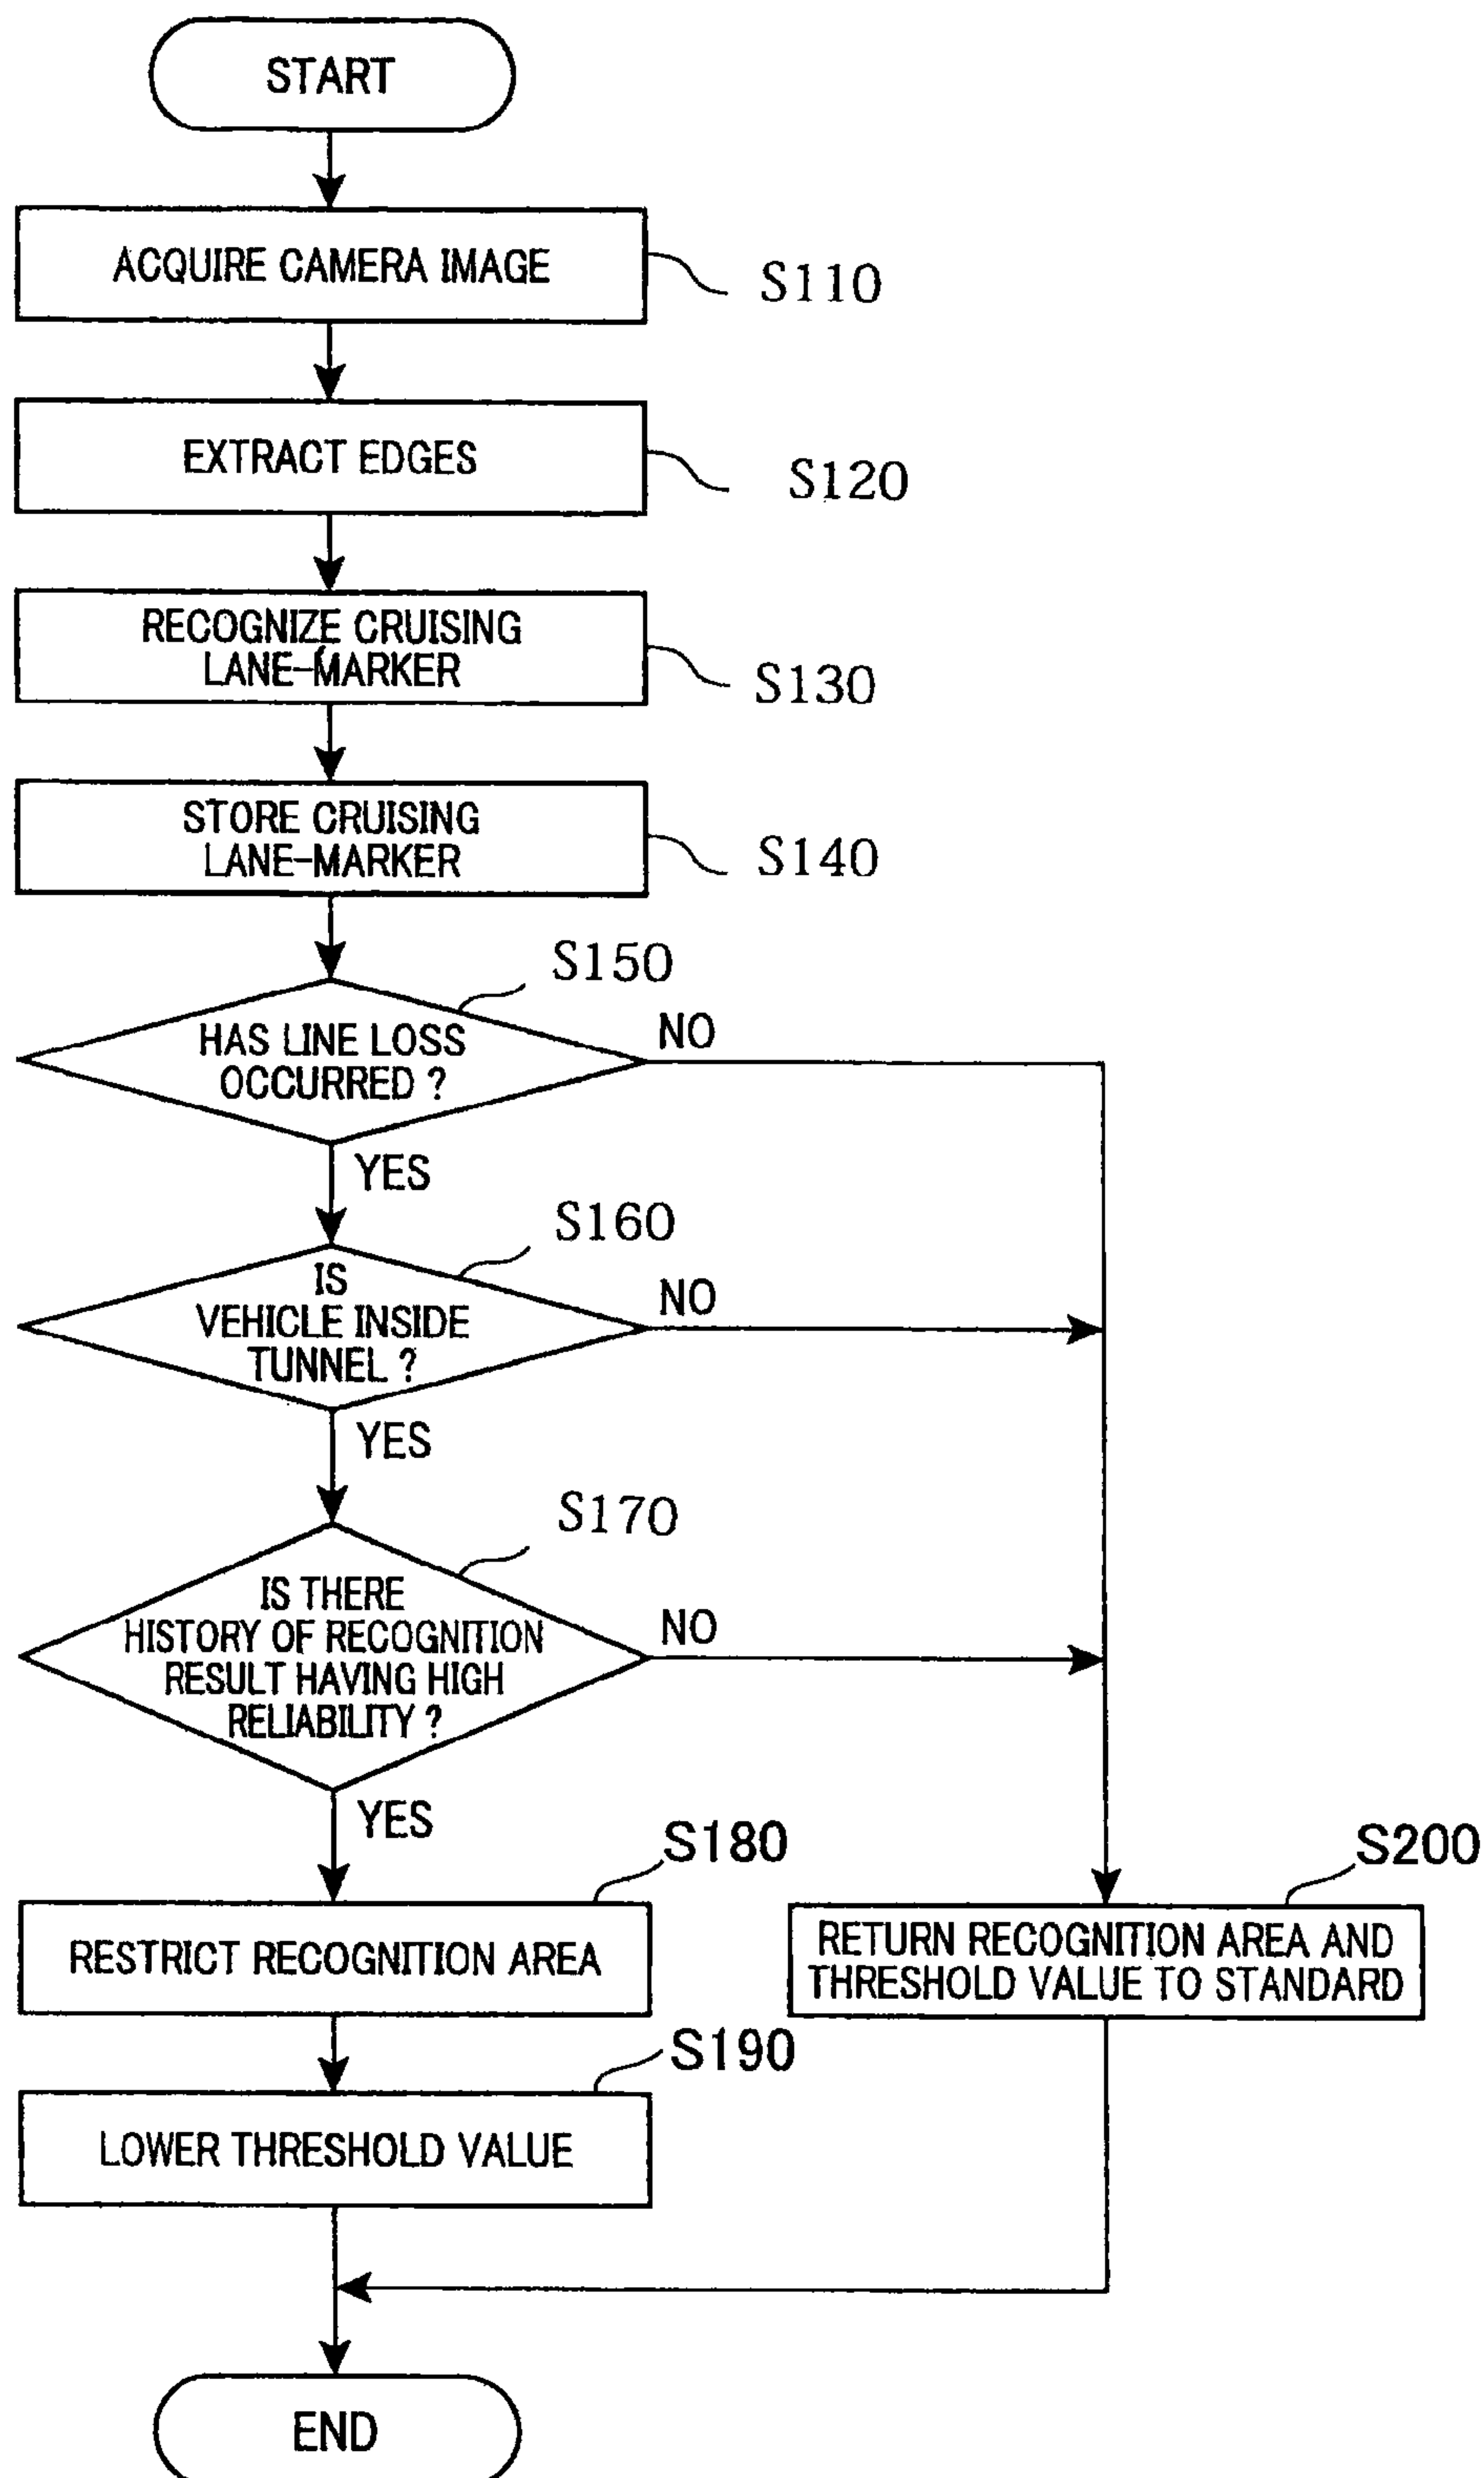 START
ACQUIRE CAMERA IMAGE
S110
EXTRACT EDGES
S120
RECOGNIZE CRUISING
LANE-MARKER
S130
STORE CRUISING
LANE-MARKER
S140
S150
HAS LINE LOSS
OCCURRED ?
NO
YES
S160
IS
VEHICLE INSIDE
TUNNEL ?
NO
YES
S170
IS THERE
HISTORY OF RECOGNITION
RESULT HAVING HIGH
RELIABILITY ?
NO
YES
S180
RESTRICT RECOGNITION AREA
S200
RETURN RECOGNITION AREA AND
THRESHOLD VALUE TO STANDARD
S190
LOWER THRESHOLD VALUE
END